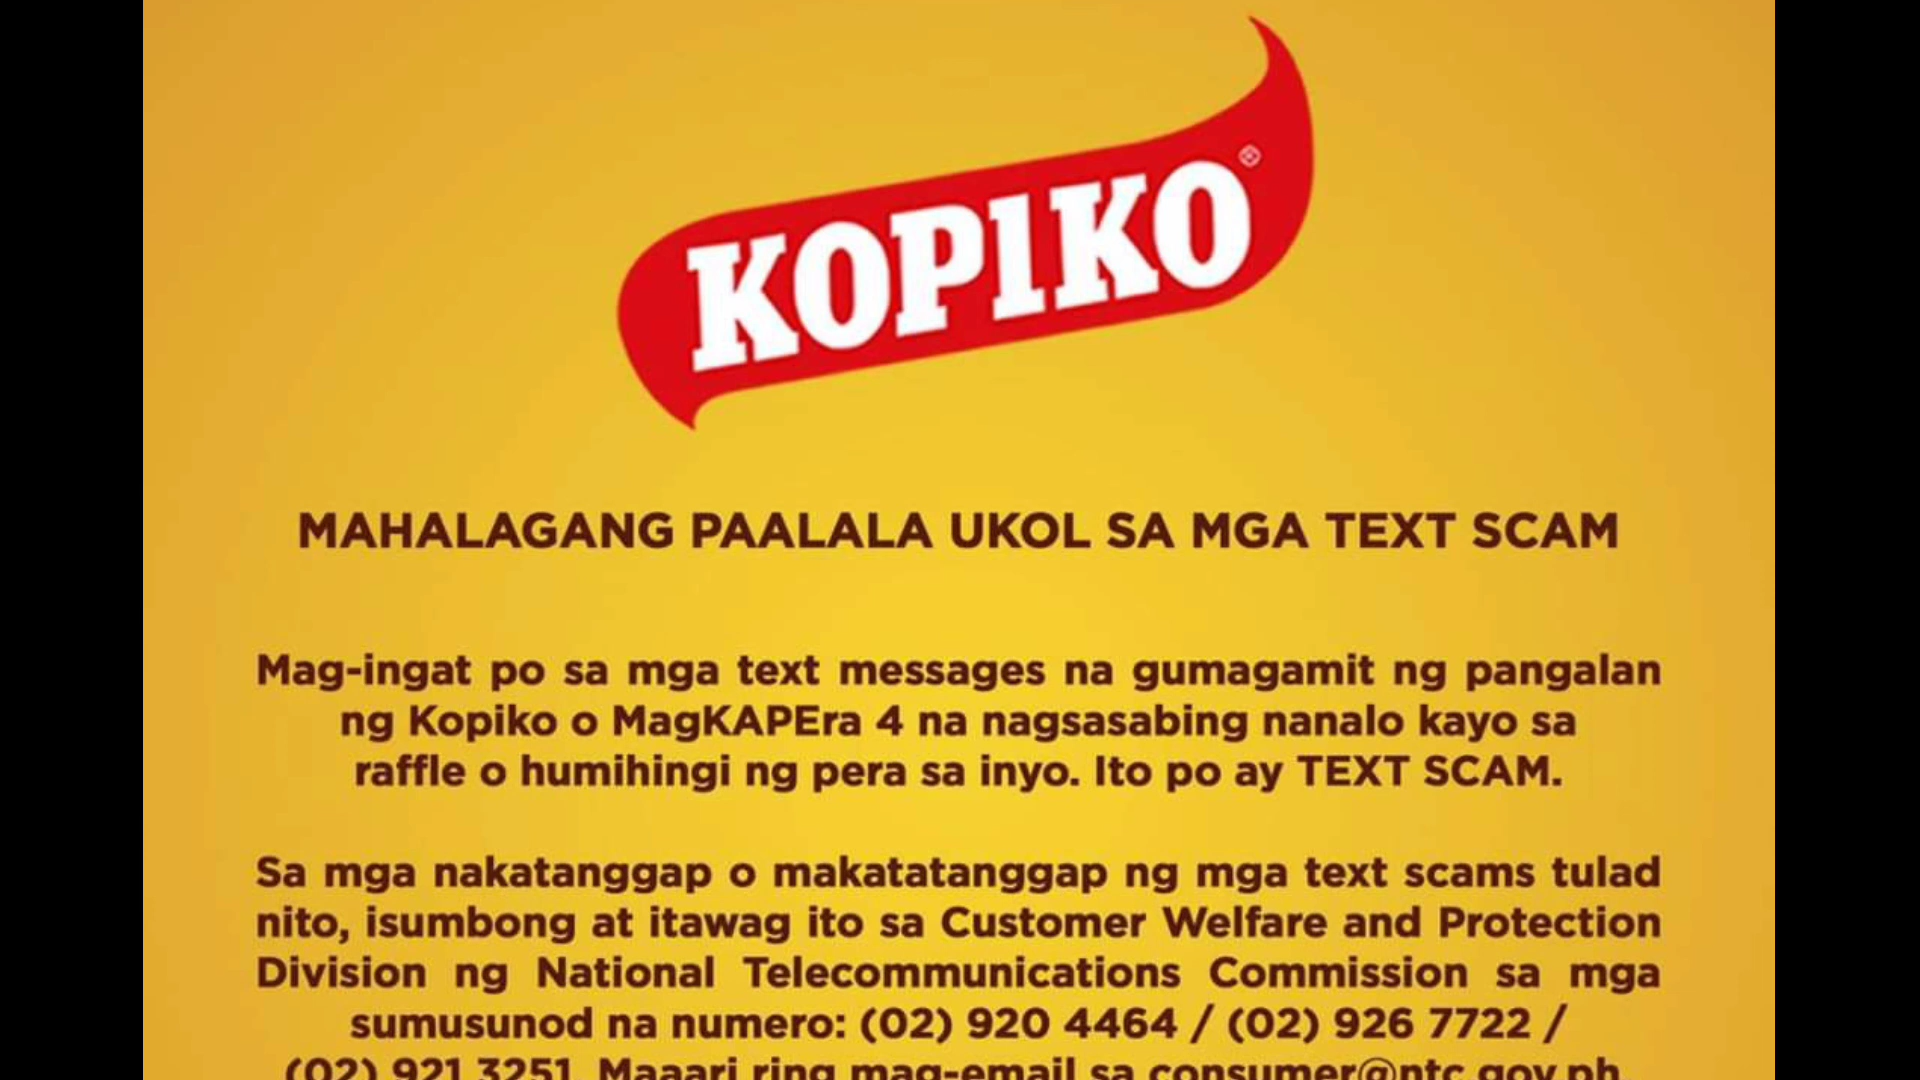 KOPIKO®
MAHALAGANG PAALALA UKOL SA MGA TEXT SCAM
Mag-ingat po sa mga text messages na gumagamit ng pangalan
ng Kopiko o MagKAPEra 4 na nagsasabing nanalo kayo sa
raffle o humihingi ng pera sa inyo. Ito po ay TEXT SCAM.
Sa mga nakatanggap o makatatanggap ng mga text scams tulad
nito, isumbong at itawag ito sa Customer Welfare and Protection
Division ng National Telecommunications Commission sa mga
sumusunod na numero: (02) 920 4464 / (02) 926 7722 /
(02) 921 3251. Maaari ring mag-email sa consumer@ntc.gov.ph